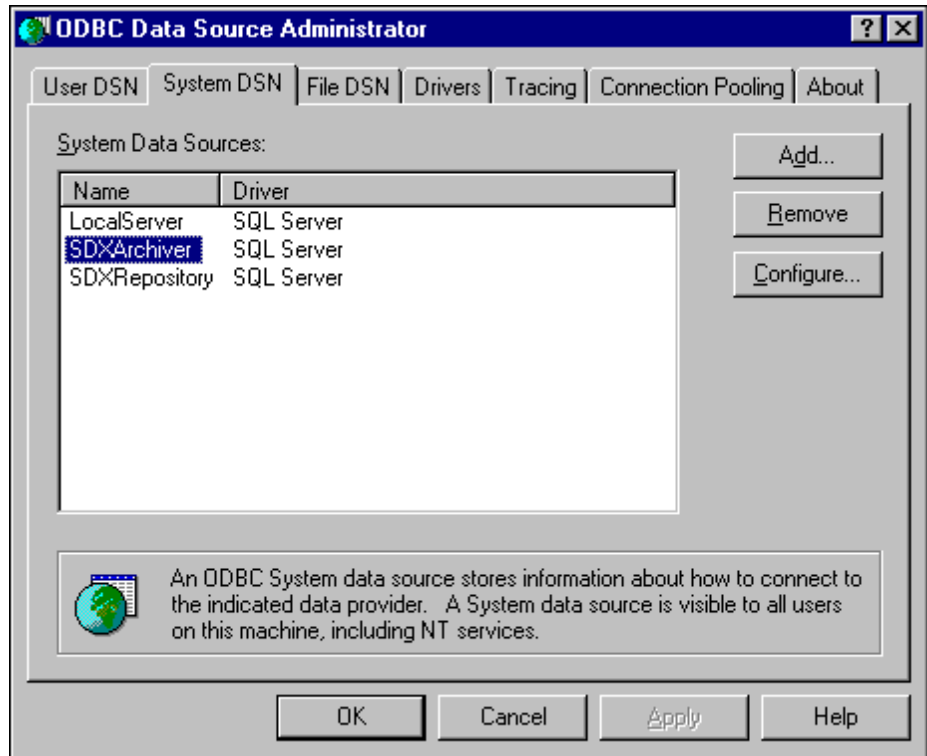 ODBC Data Source Administrator
User DSN System DSN File DSN Drivers Tracing Connection Pooling About
System Data Sources:
Name Driver
LocalServer SQL Server
SDXArchiver SQL Server
SDXRepository SQL Server
Add...
Remove
Configure...
An ODBC System data source stores information about how to connect to
the indicated data provider. A System data source is visible to all users
on this machine, including NT services.
OK Cancel Apply Help